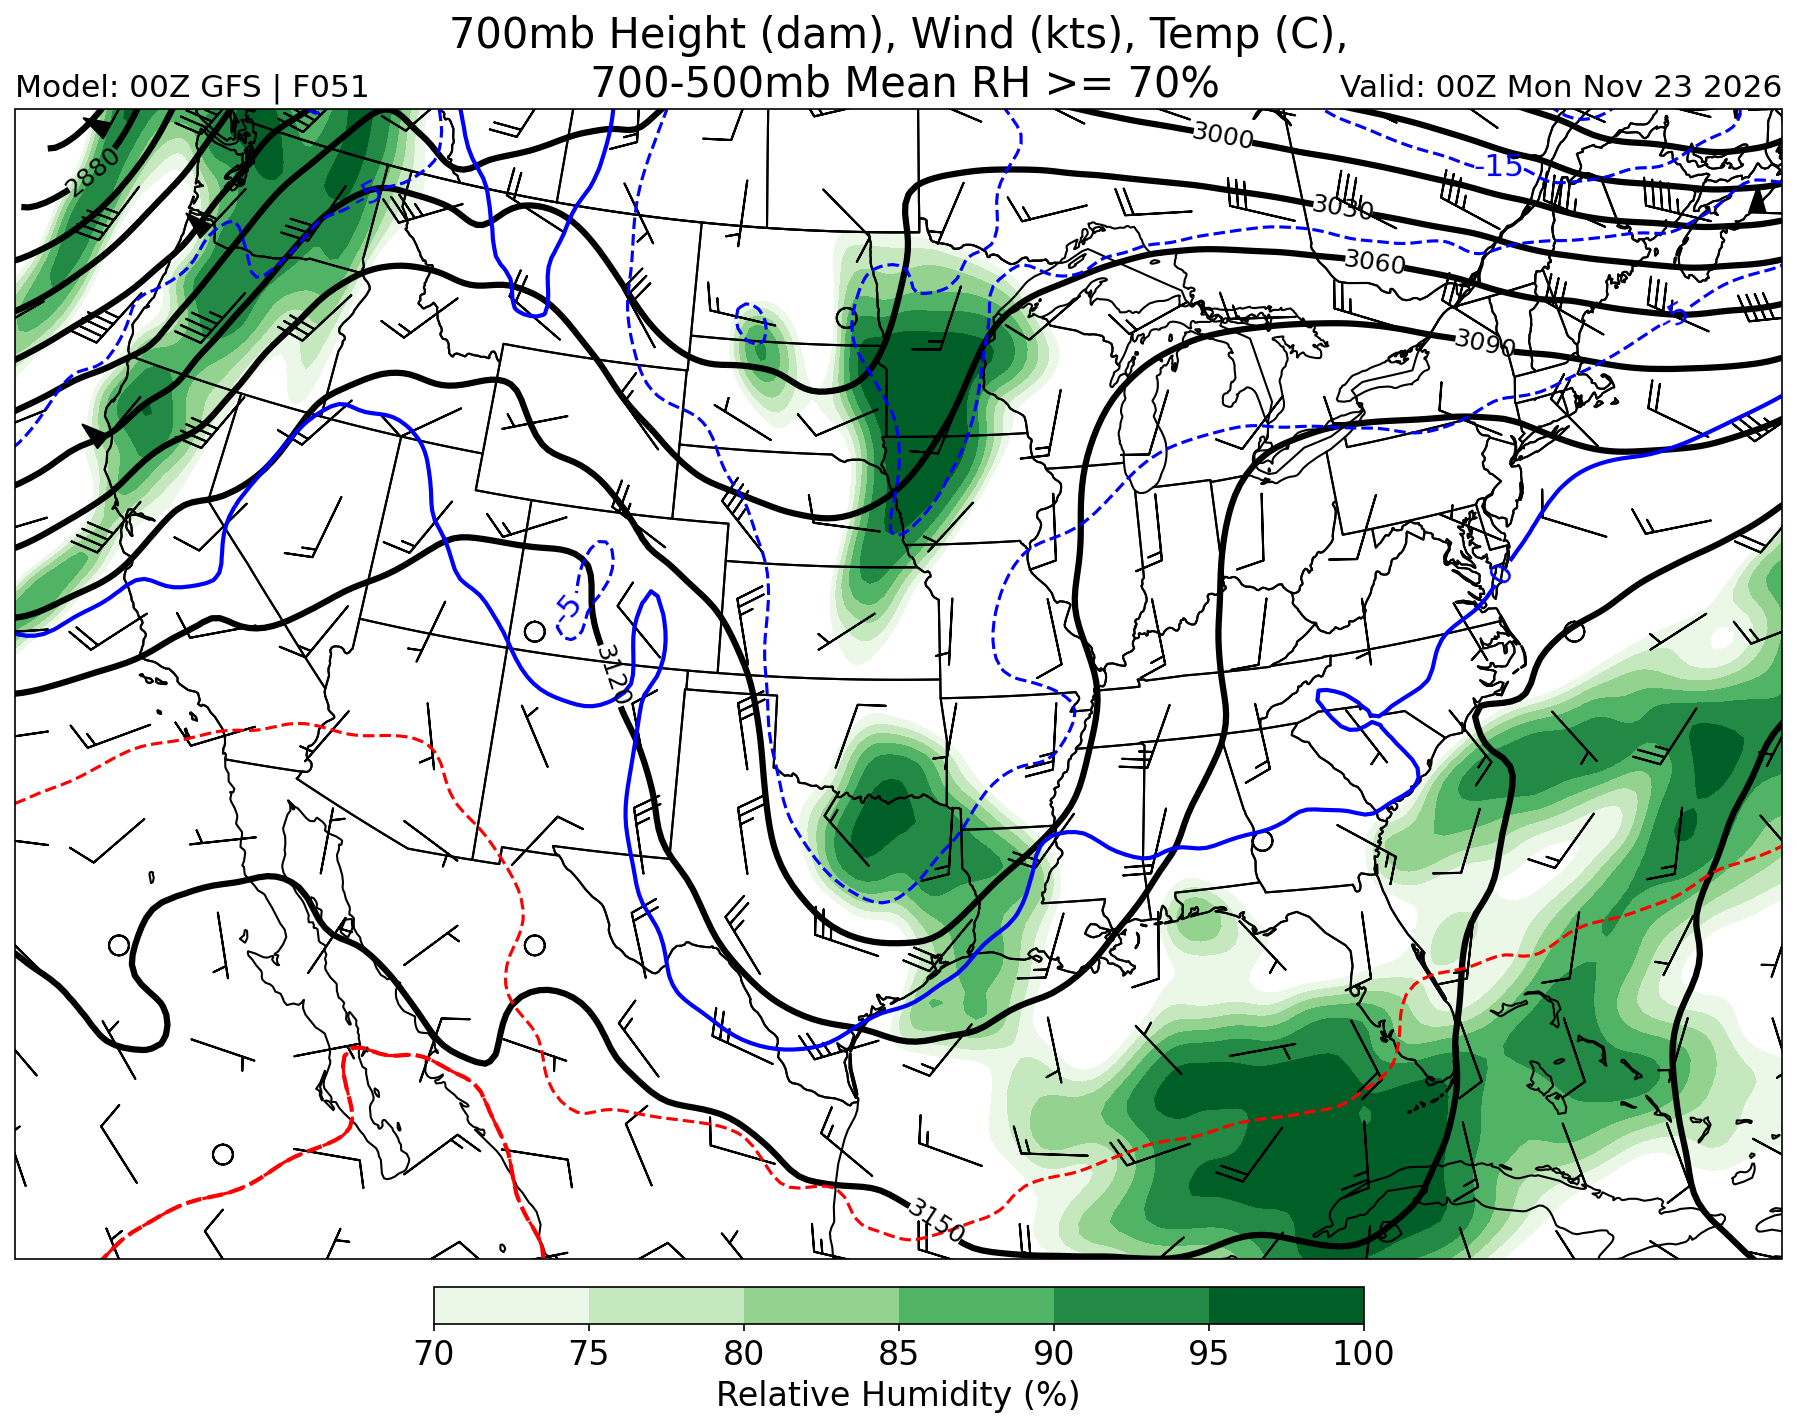 700mb Height (dam), Wind (kts), Temp (C),
700-500mb Mean RH >= 70%
Model: 00Z GFS | F051
Valid: 00Z Mon Nov 23 2026
2880
3000
-15
-5
3030
3060
-5
3090
0
-5
3120
3150
70 75 80 85 90 95 100
Relative Humidity (%)